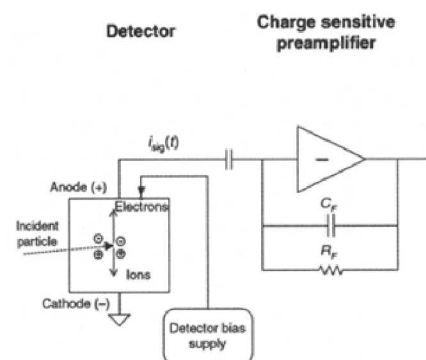 Detector
Charge sensitive
preamplifier
isig(t)
Anode (+)
Electrons
Incident
particle
Ions
Cathode (−)
Detector bias
supply
CF
RF